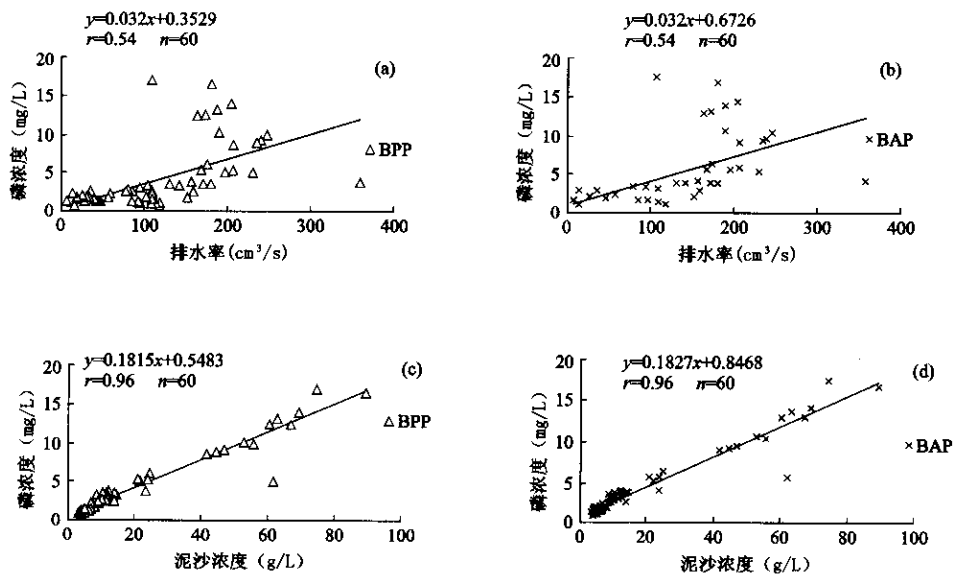 y=0.032x+0.3529
r=0.54 n=60
(a)
磷浓度（mg/L）
20
15
10
5
0
BPP
0 100 200 300 400
排水率(cm³/s)
y=0.032x+0.6726
r=0.54 n=60
(b)
磷浓度（mg/L）
20
15
10
5
0
BAP
0 100 200 300 400
排水率(cm³/s)
y=0.1815x+0.5483
r=0.96 n=60
(c)
磷浓度（mg/L）
20
15
10
5
0
BPP
0 20 40 60 80 100
泥沙浓度（g/L）
y=0.1827x+0.8468
r=0.96 n=60
(d)
磷浓度（mg/L）
20
15
10
5
0
BAP
0 20 40 60 80 100
泥沙浓度（g/L）